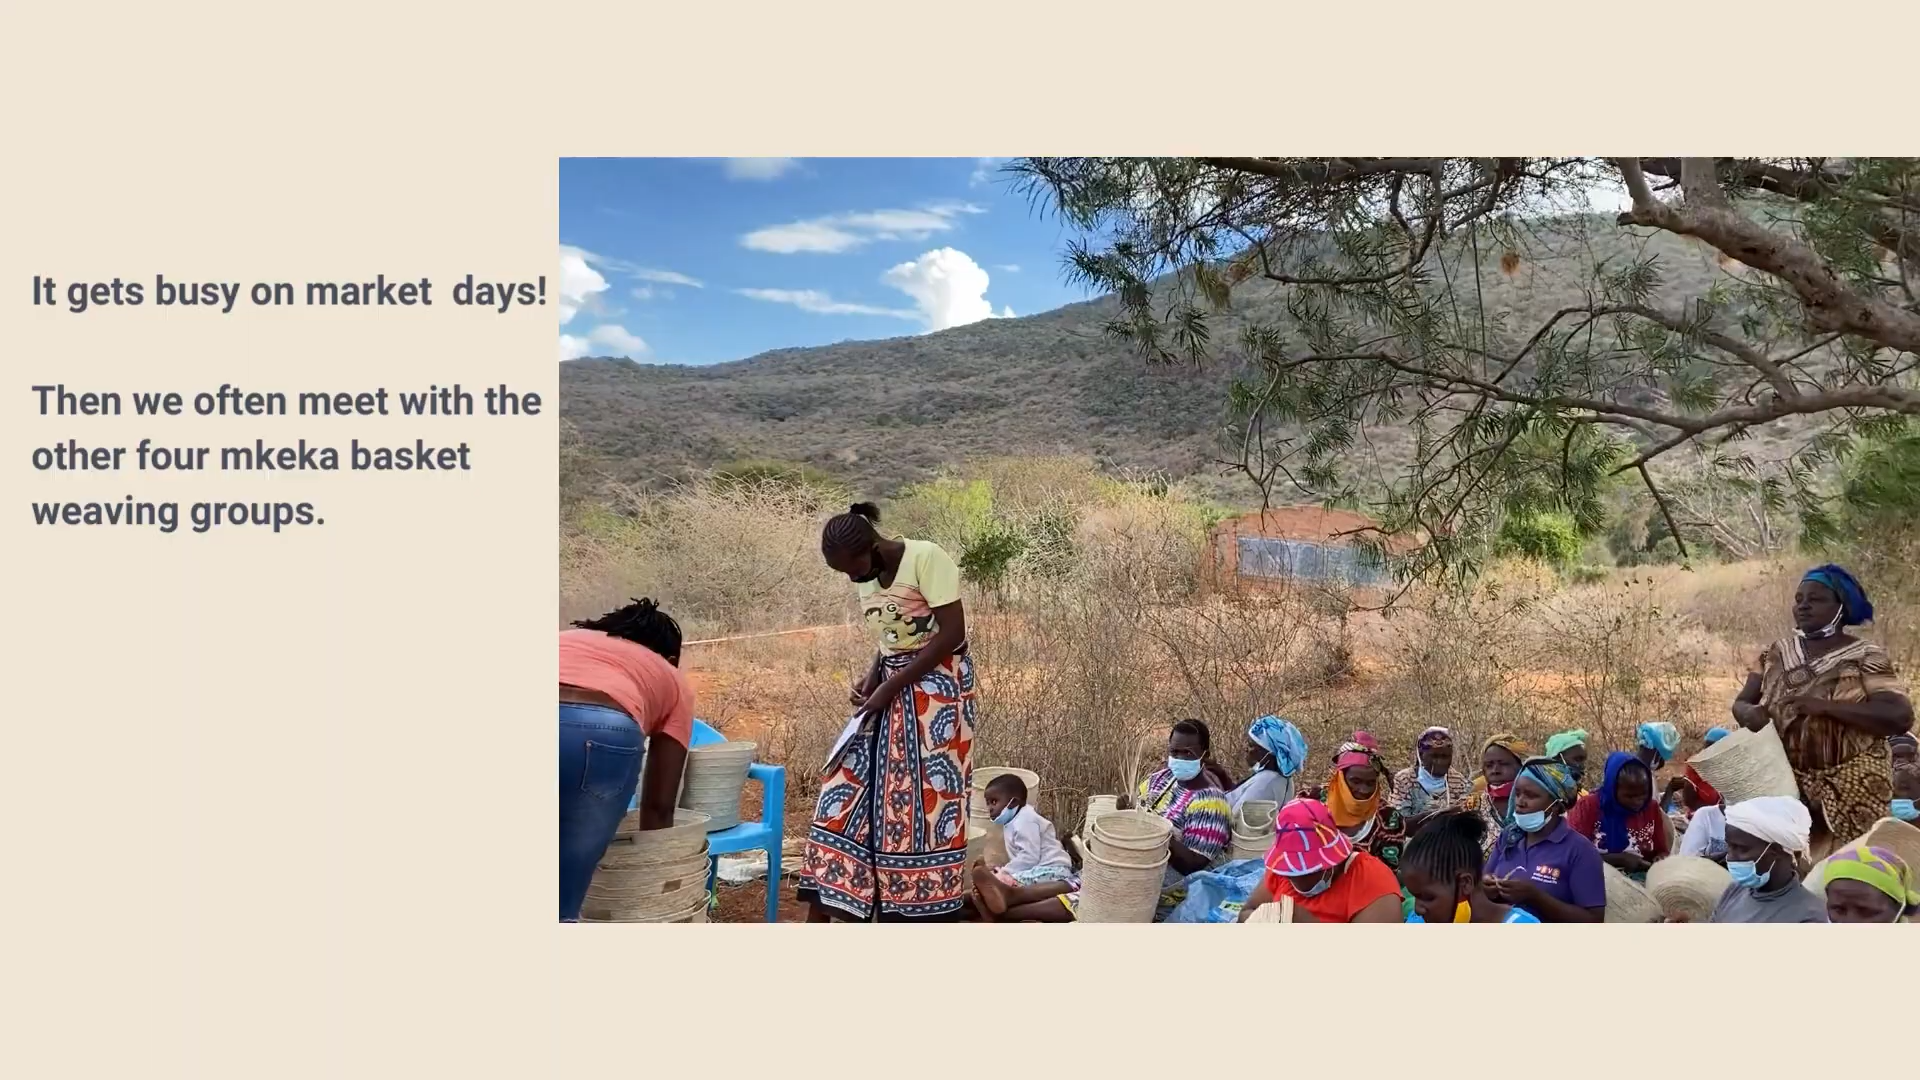 It gets busy on market  days!
Then we often meet with the
other four mkeka basket
weaving groups.